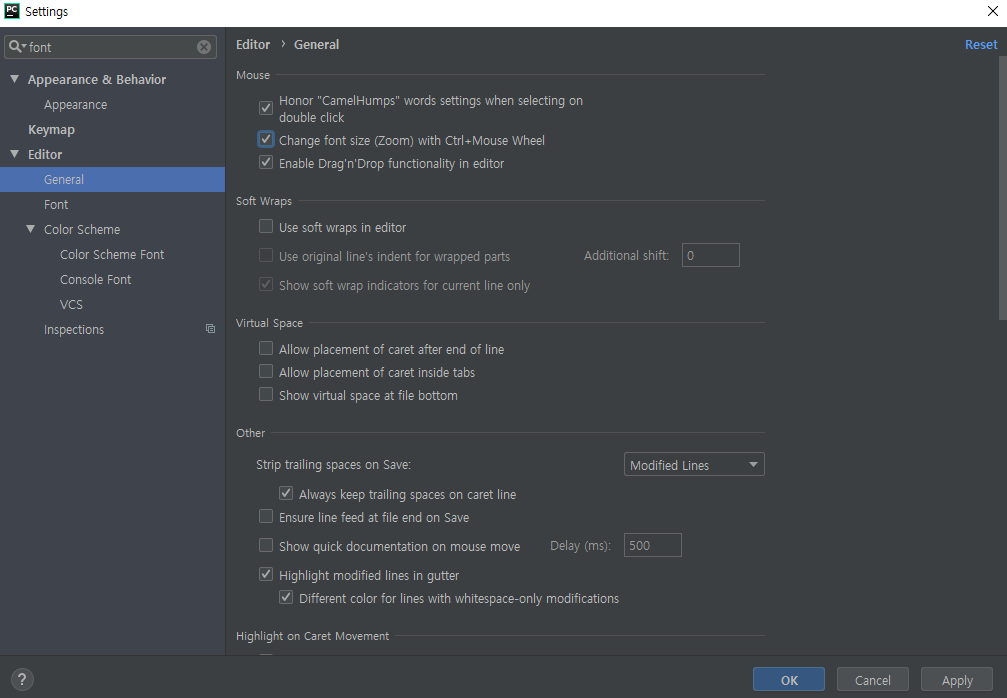 PC
Settings
font
Editor › General
Reset
Appearance & Behavior
Appearance
Keymap
Editor
General
Font
Color Scheme
Color Scheme Font
Console Font
VCS
Inspections
Mouse
Honor "CamelHumps" words settings when selecting on
double click
Change font size (Zoom) with Ctrl+Mouse Wheel
Enable Drag'n'Drop functionality in editor
Soft Wraps
Use soft wraps in editor
Use original line's indent for wrapped parts Additional shift: 0
Show soft wrap indicators for current line only
Virtual Space
Allow placement of caret after end of line
Allow placement of caret inside tabs
Show virtual space at file bottom
Other
Strip trailing spaces on Save: Modified Lines
Always keep trailing spaces on caret line
Ensure line feed at file end on Save
Show quick documentation on mouse move Delay (ms): 500
Highlight modified lines in gutter
Different color for lines with whitespace-only modifications
Highlight on Caret Movement
?
OK Cancel Apply